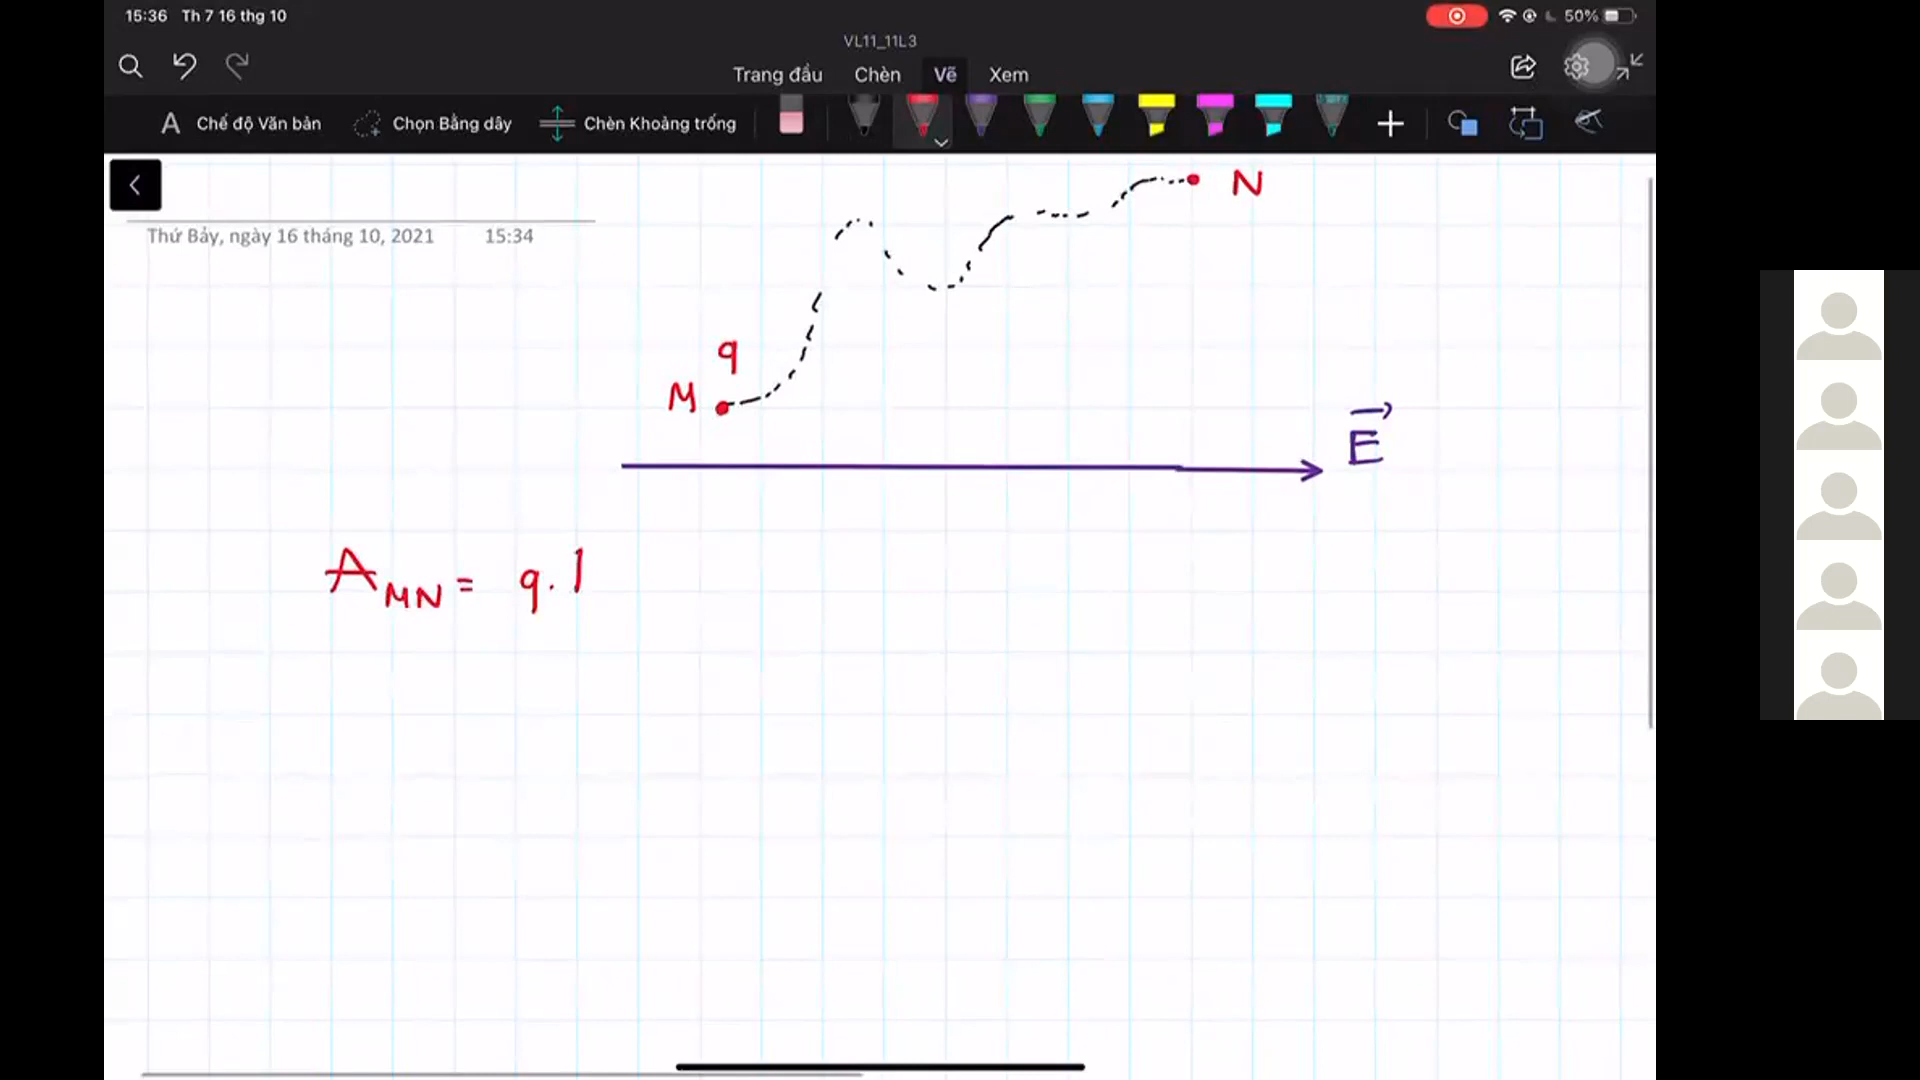 15:36 Th 7 16 thg 10
50%
VL11_11L3
Trang đầu Chèn Vẽ Xem
A Chế độ Văn bản Chọn Bằng dây Chèn Khoảng trống
N
Thứ Bảy, ngày 16 tháng 10, 2021 15:34
q
M
E
A MN = q.